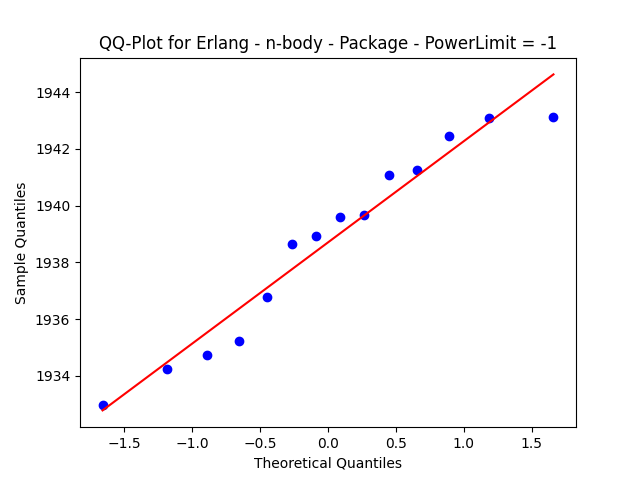 QQ-Plot for Erlang - n-body - Package - PowerLimit = -1
1944
1942
1940
1938
1936
1934
Sample Quantiles
−1.5 −1.0 −0.5 0.0 0.5 1.0 1.5
Theoretical Quantiles